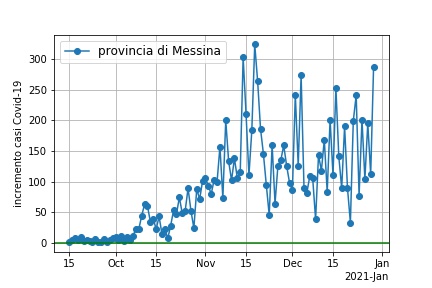 provincia di Messina
incremento casi Covid-19
300
250
200
150
100
50
0
15 Oct 15 Nov 15 Dec 15 Jan
2021-Jan